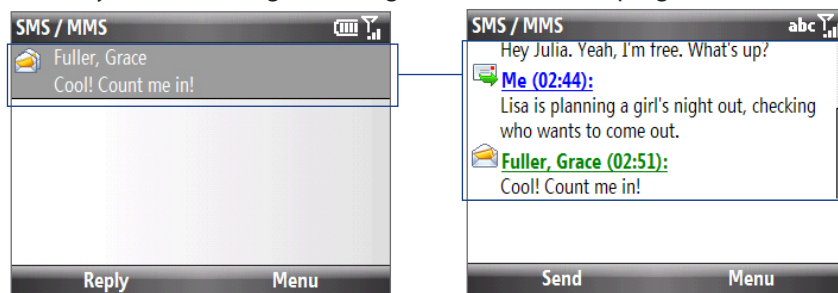 SMS / MMS
Fuller, Grace
Cool! Count me in!
Reply Menu
SMS / MMS abc
Hey Julia. Yeah, I'm free. What's up?
Me (02:44):
Lisa is planning a girl's night out, checking
who wants to come out.
Fuller, Grace (02:51):
Cool! Count me in!
Send Menu